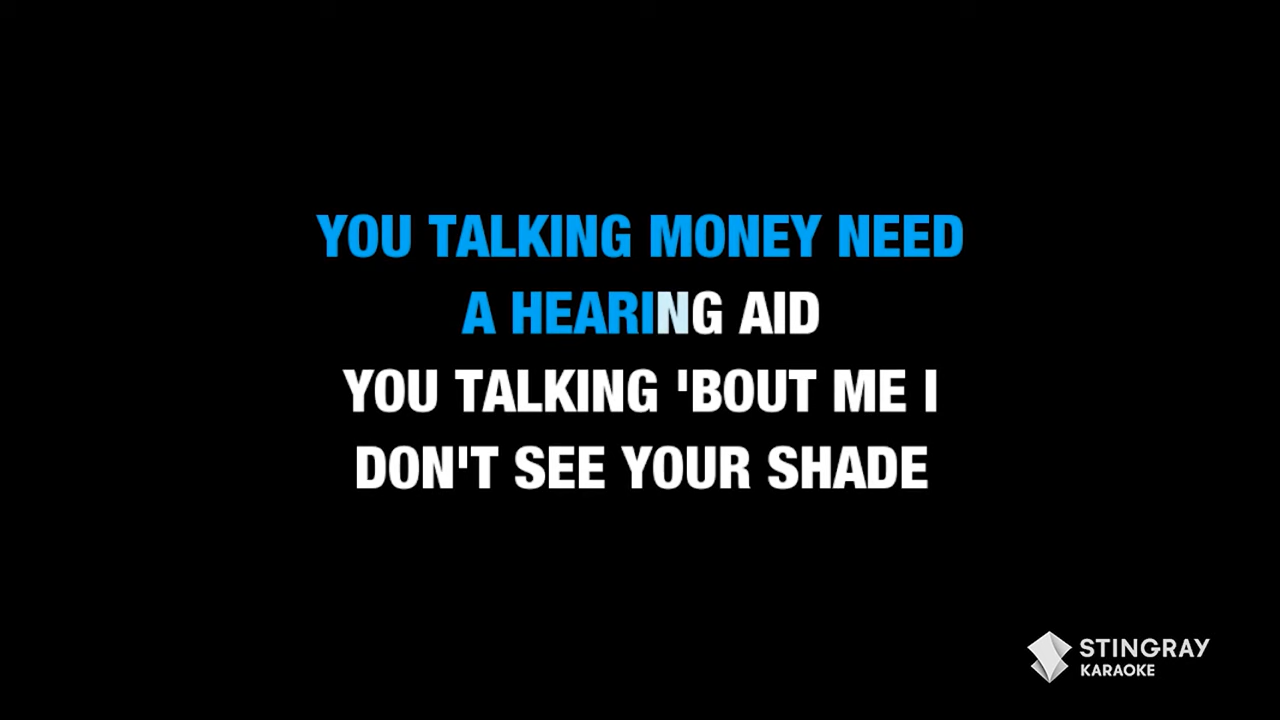 YOU TALKING MONEY NEED
A HEARING AID
YOU TALKING 'BOUT ME I
DON'T SEE YOUR SHADE
STINGRAY
KARAOKE